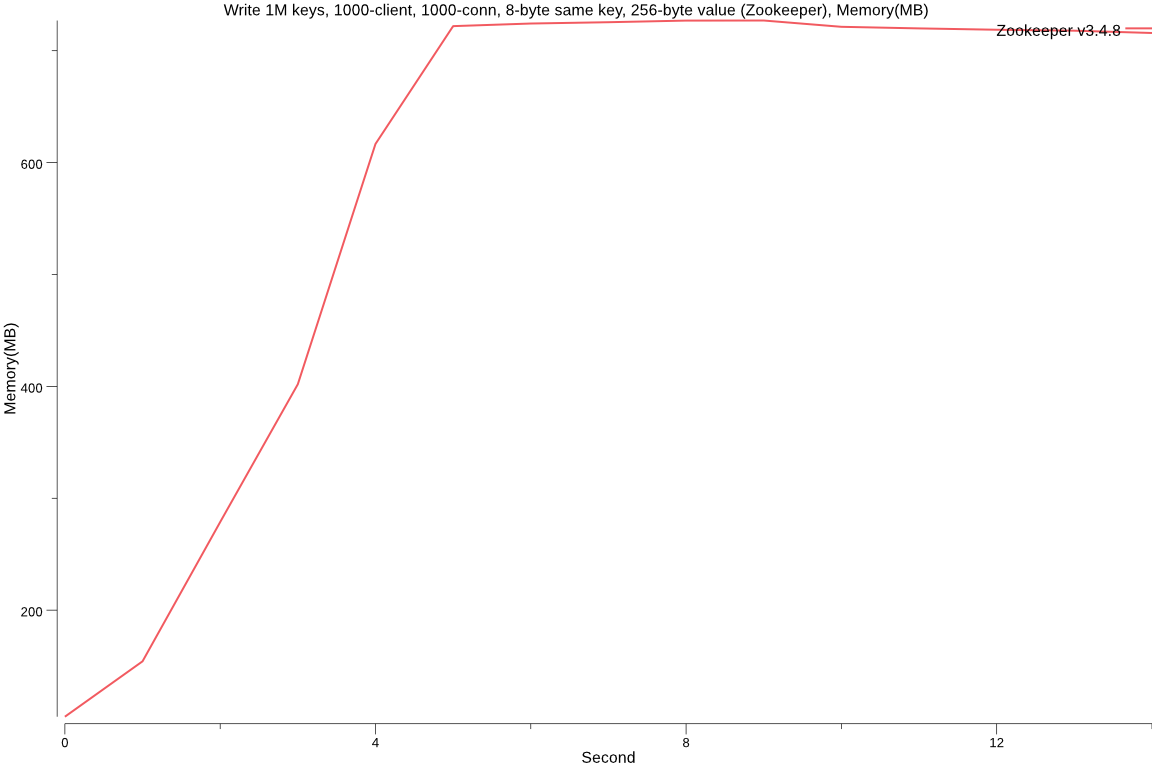 Write 1M keys, 1000-client, 1000-conn, 8-byte same key, 256-byte value (Zookeeper), Memory(MB)
Zookeeper v3.4.8
600
400
200
Memory(MB)
0 4 8 12
Second